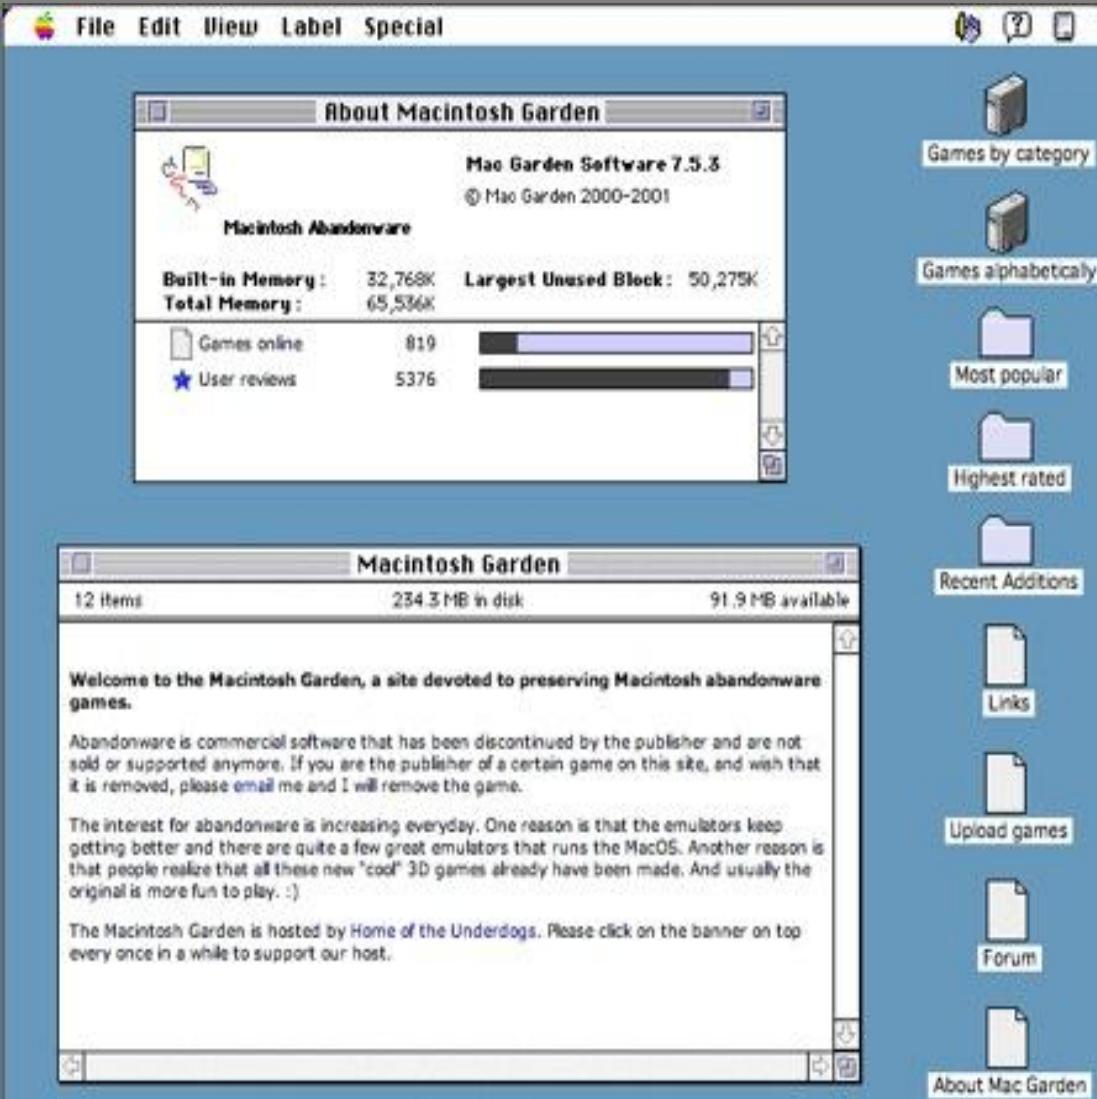 File Edit View Label Special
About Macintosh Garden
Mac Garden Software 7.5.3
© Mac Garden 2000-2001
Macintosh Abandonware
Built-in Memory: 32,768K Largest Unused Block: 50,275K
Total Memory: 65,536K
Games online 819
User reviews 5376
Macintosh Garden
12 items 234.3 MB in disk 91.9 MB available
Welcome to the Macintosh Garden, a site devoted to preserving Macintosh abandonware
games.
Abandonware is commercial software that has been discontinued by the publisher and are not
sold or supported anymore. If you are the publisher of a certain game on this site, and wish that
it is removed, please email me and I will remove the game.
The interest for abandonware is increasing everyday. One reason is that the emulators keep
getting better and there are quite a few great emulators that runs the MacOS. Another reason is
that people realize that all these new "cool" 3D games already have been made. And usually the
original is more fun to play. :)
The Macintosh Garden is hosted by Home of the Underdogs. Please click on the banner on top
every once in a while to support our host.
Games by category
Games alphabeticaly
Most popular
Highest rated
Recent Additions
Links
Upload games
Forum
About Mac Garden